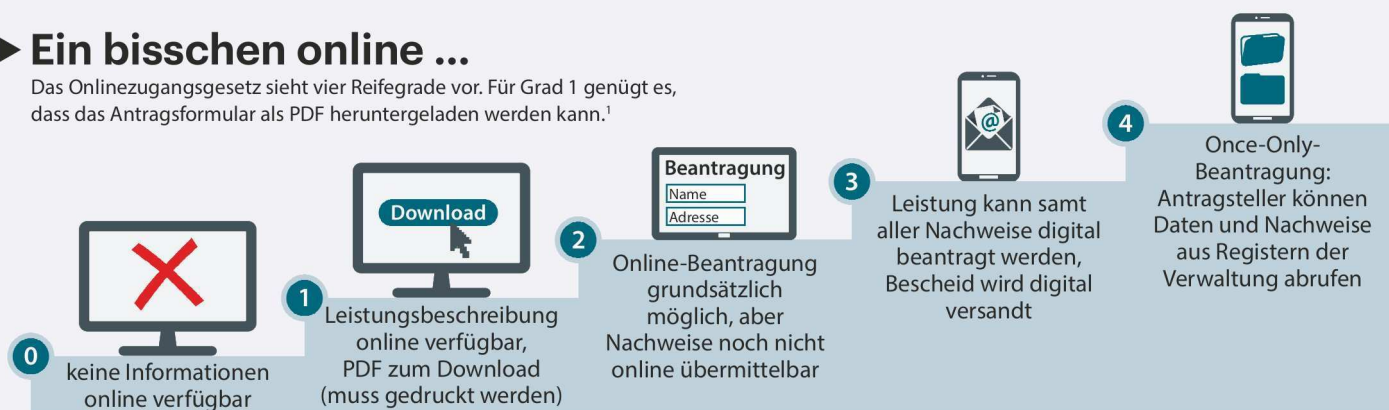 Ein bisschen online ...
Das Onlinezugangsgesetz sieht vier Reifegrade vor. Für Grad 1 genügt es,
dass das Antragsformular als PDF heruntergeladen werden kann.¹
0
keine Informationen
online verfügbar
1
Download
Leistungsbeschreibung
online verfügbar,
PDF zum Download
(muss gedruckt werden)
2
Beantragung
Name
Adresse
Online-Beantragung
grundsätzlich
möglich, aber
Nachweise noch nicht
online übermittelbar
3
@
Leistung kann samt
aller Nachweise digital
beantragt werden,
Bescheid wird digital
versandt
4
Once-Only-
Beantragung:
Antragsteller können
Daten und Nachweise
aus Registern der
Verwaltung abrufen